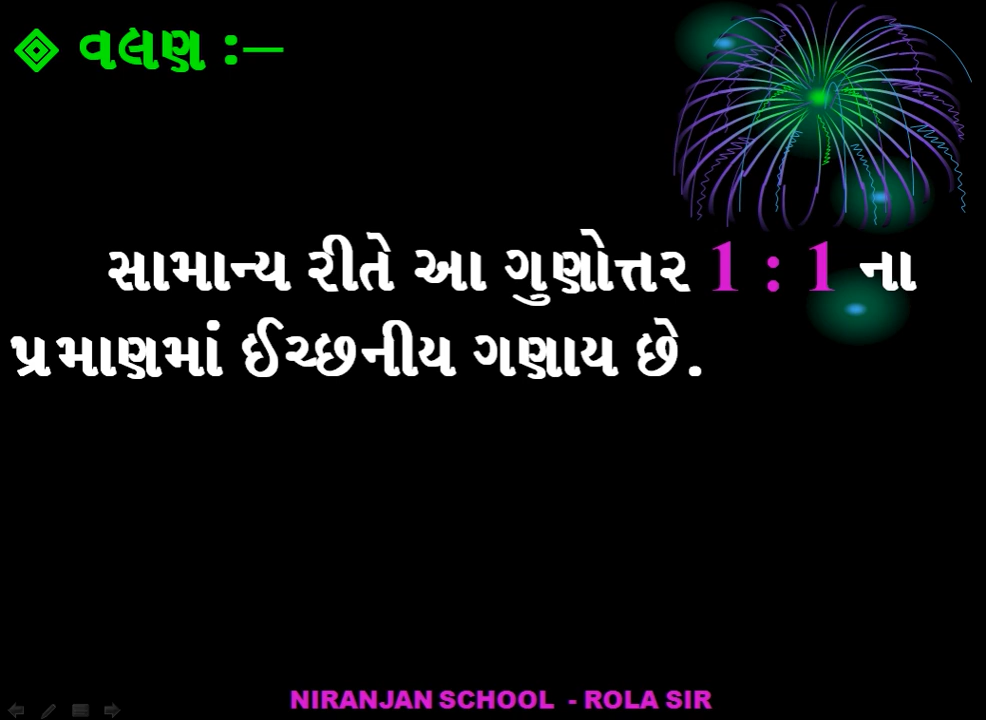 વલણ :–
સામાન્ય રીતે આ ગુણોત્તર 1 : 1 ના
પ્રમાણમાં ઈચ્છનીય ગણાય છે.
NIRANJAN SCHOOL - ROLA SIR